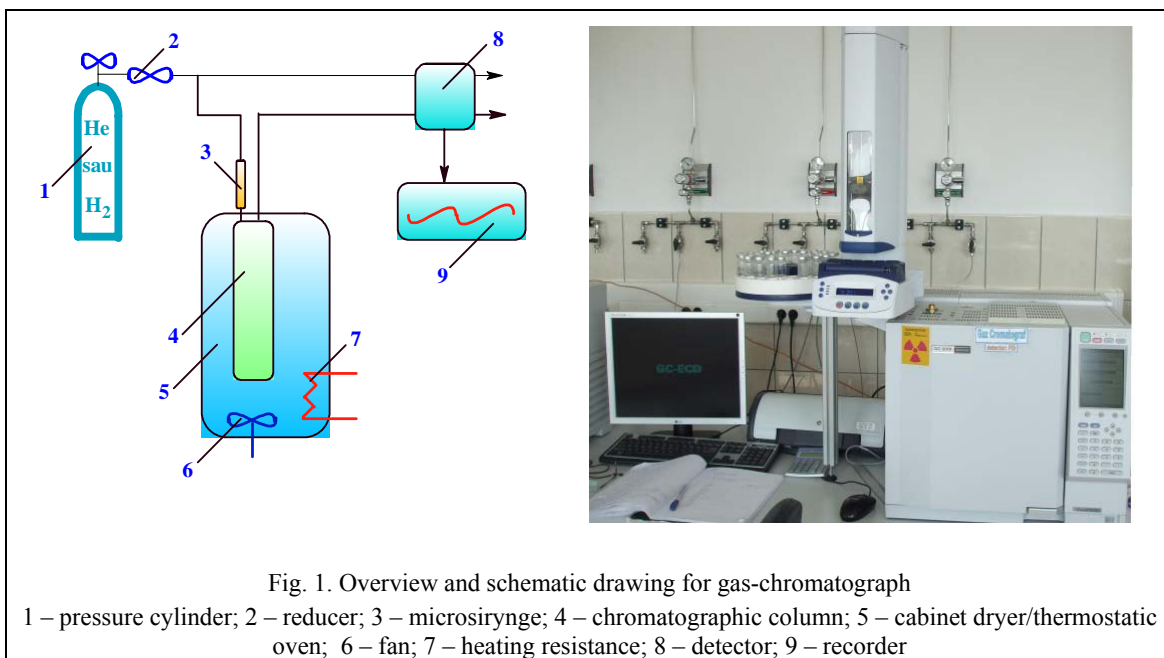 2
8
He
sau
H2
1
3
9
4
7
5
6
GC-ECD
Gas Cromatograf
Fig. 1. Overview and schematic drawing for gas-chromatograph
1 – pressure cylinder; 2 – reducer; 3 – microsirynge; 4 – chromatographic column; 5 – cabinet dryer/thermostatic
oven; 6 – fan; 7 – heating resistance; 8 – detector; 9 – recorder